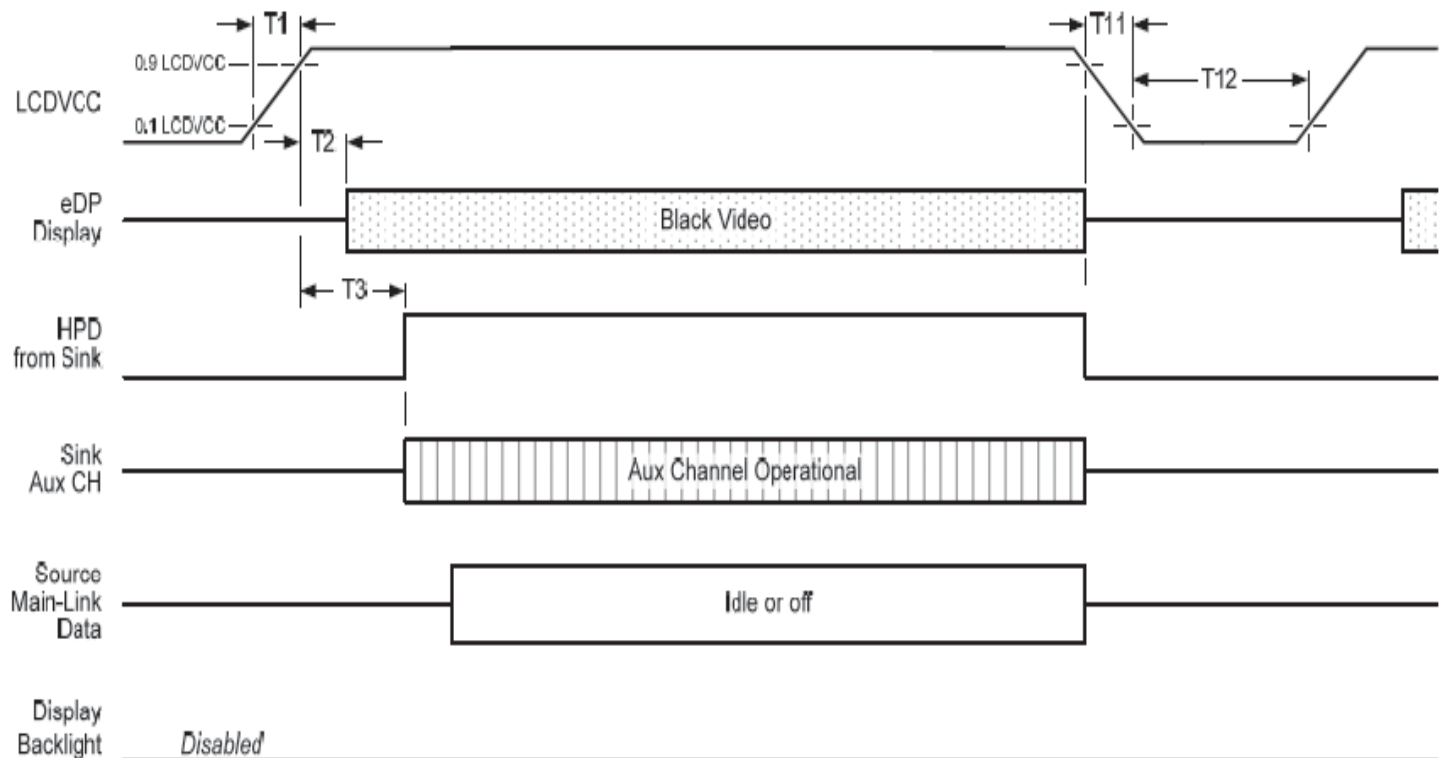 T1
T11
0.9 LCDVCC
LCDVCC
T12
0.1 LCDVCC
T2
eDP
Display
Black Video
T3
HPD
from Sink
Sink
Aux CH
Aux Channel Operational
Source
Main-Link
Data
Idle or off
Display
Backlight
Disabled